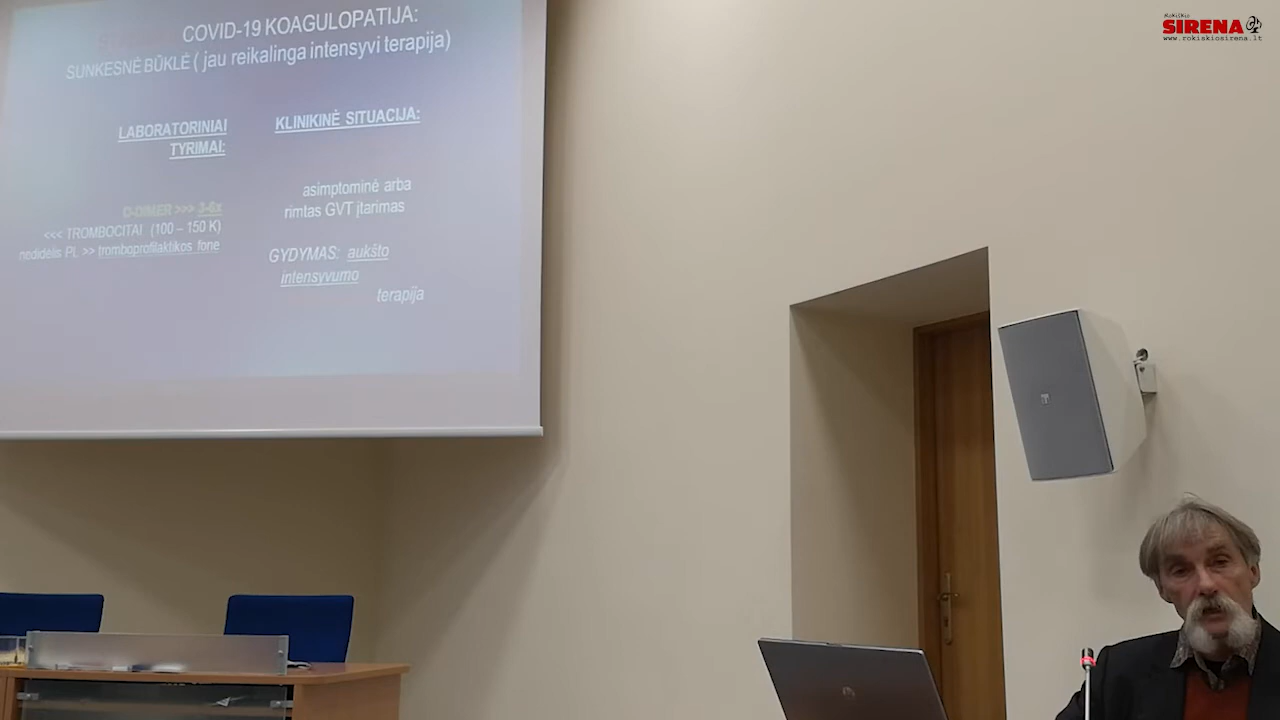 COVID-19 KOAGULOPATIJA:
SUNKESNĖ BŪKLĖ ( jau reikalinga intensyvi terapija)
LABORATORINIAI
TYRIMAI:
D-DIMER >>> 3-6x
<<< TROMBOCITAI (100 – 150 K)
nedidelis PL >> tromboprofilaktikos fone
KLINIKINĖ SITUACIJA:
asimptominė arba
rimtas GVT įtarimas
GYDYMAS: aukšto
intensyvumo
terapija
SIRENA
www.rokiskiosirena.lt